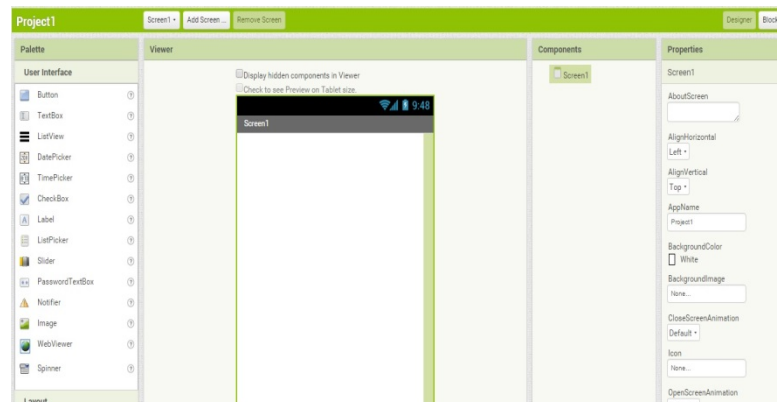 Project1
Screen1
Add Screen ...
Remove Screen
Designer
Block
Palette
Viewer
Components
Properties
User Interface
Button
TextBox
ListView
DatePicker
TimePicker
CheckBox
Label
ListPicker
Slider
PasswordTextBox
Notifier
Image
WebViewer
Spinner
Display hidden components in Viewer
Check to see Preview on Tablet size.
9:48
Screen1
Screen1
Screen1
AboutScreen
AlignHorizontal
Left
AlignVertical
Top
AppName
Project1
BackgroundColor
White
BackgroundImage
None...
CloseScreenAnimation
Default
Icon
None...
OpenScreenAnimation